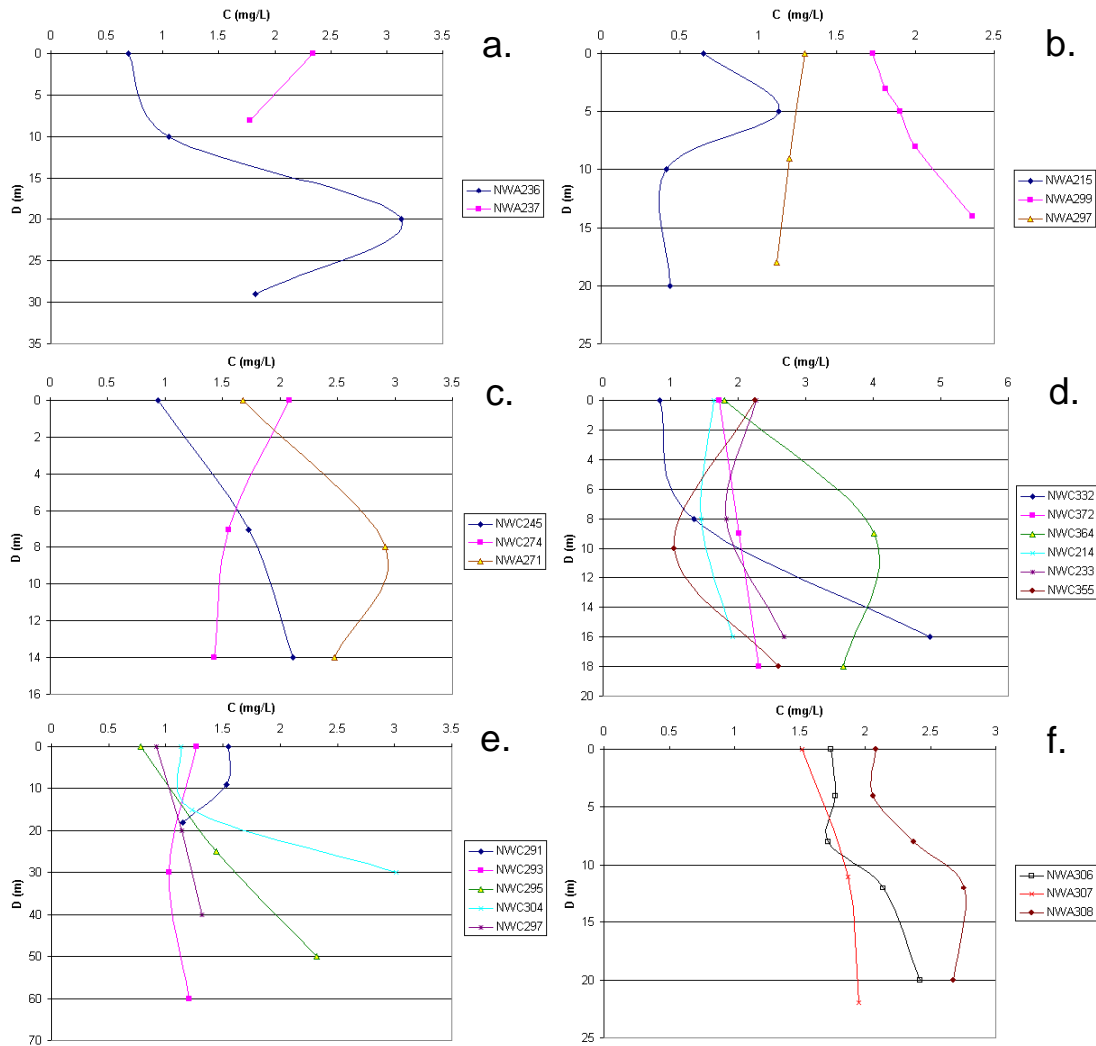 C (mg/L)
0 0.5 1 1.5 2 2.5 3 3.5
a.
0
5
10
15
20
25
30
35
D (m)
NWA236
NWA237
C (mg/L)
0 0.5 1 1.5 2 2.5
b.
0
5
10
15
20
25
D (m)
NWA215
NWA299
NWA297
C (mg/L)
0 0.5 1 1.5 2 2.5 3 3.5
c.
0
2
4
6
8
10
12
14
16
D (m)
NWC245
NWC274
NWA271
C (mg/L)
0 1 2 3 4 5 6
d.
0
2
4
6
8
10
12
14
16
18
20
D (m)
NWC332
NWC372
NWC364
NWC214
NWC233
NWC355
C (mg/L)
0 0.5 1 1.5 2 2.5 3 3.5
e.
0
10
20
30
40
50
60
70
D (m)
NWC291
NWC293
NWC295
NWC304
NWC297
C (mg/L)
0 0.5 1 1.5 2 2.5 3
f.
0
5
10
15
20
25
D (m)
NWA306
NWA307
NWA308